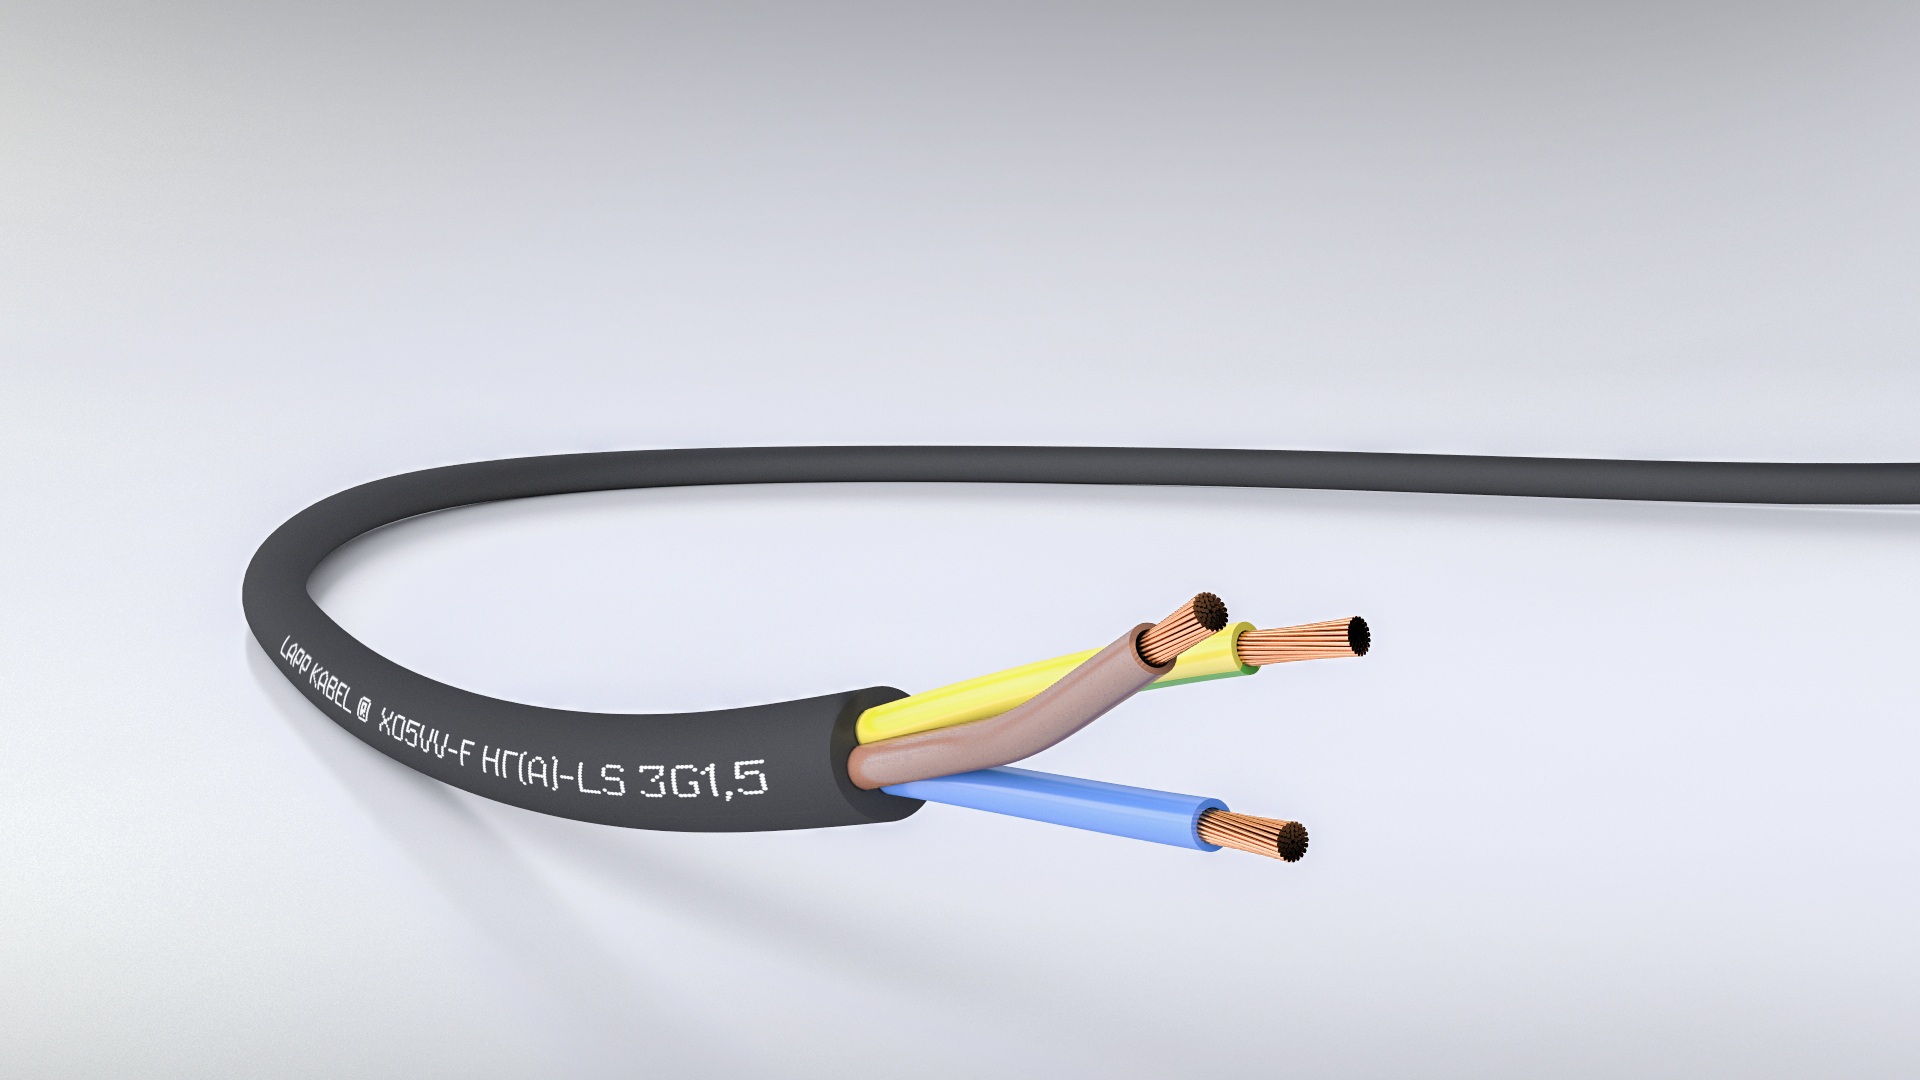 LAPP KABEL ® X05VV-F НГ(A)-LS 3G1,5